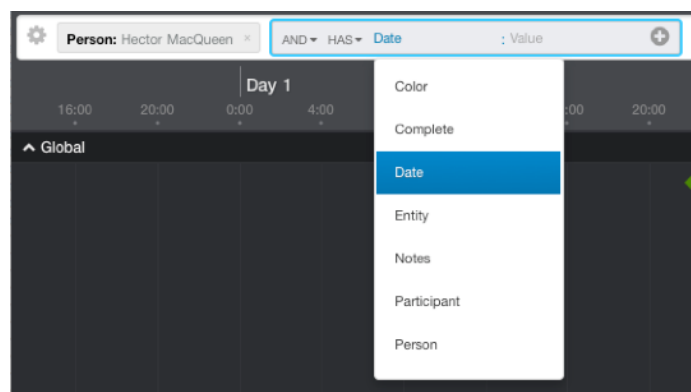 Person: Hector MacQueen × AND HAS Date : Value
Day 1
16:00 20:00 0:00 4:00 :00 20:00
Global
Color
Complete
Date
Entity
Notes
Participant
Person